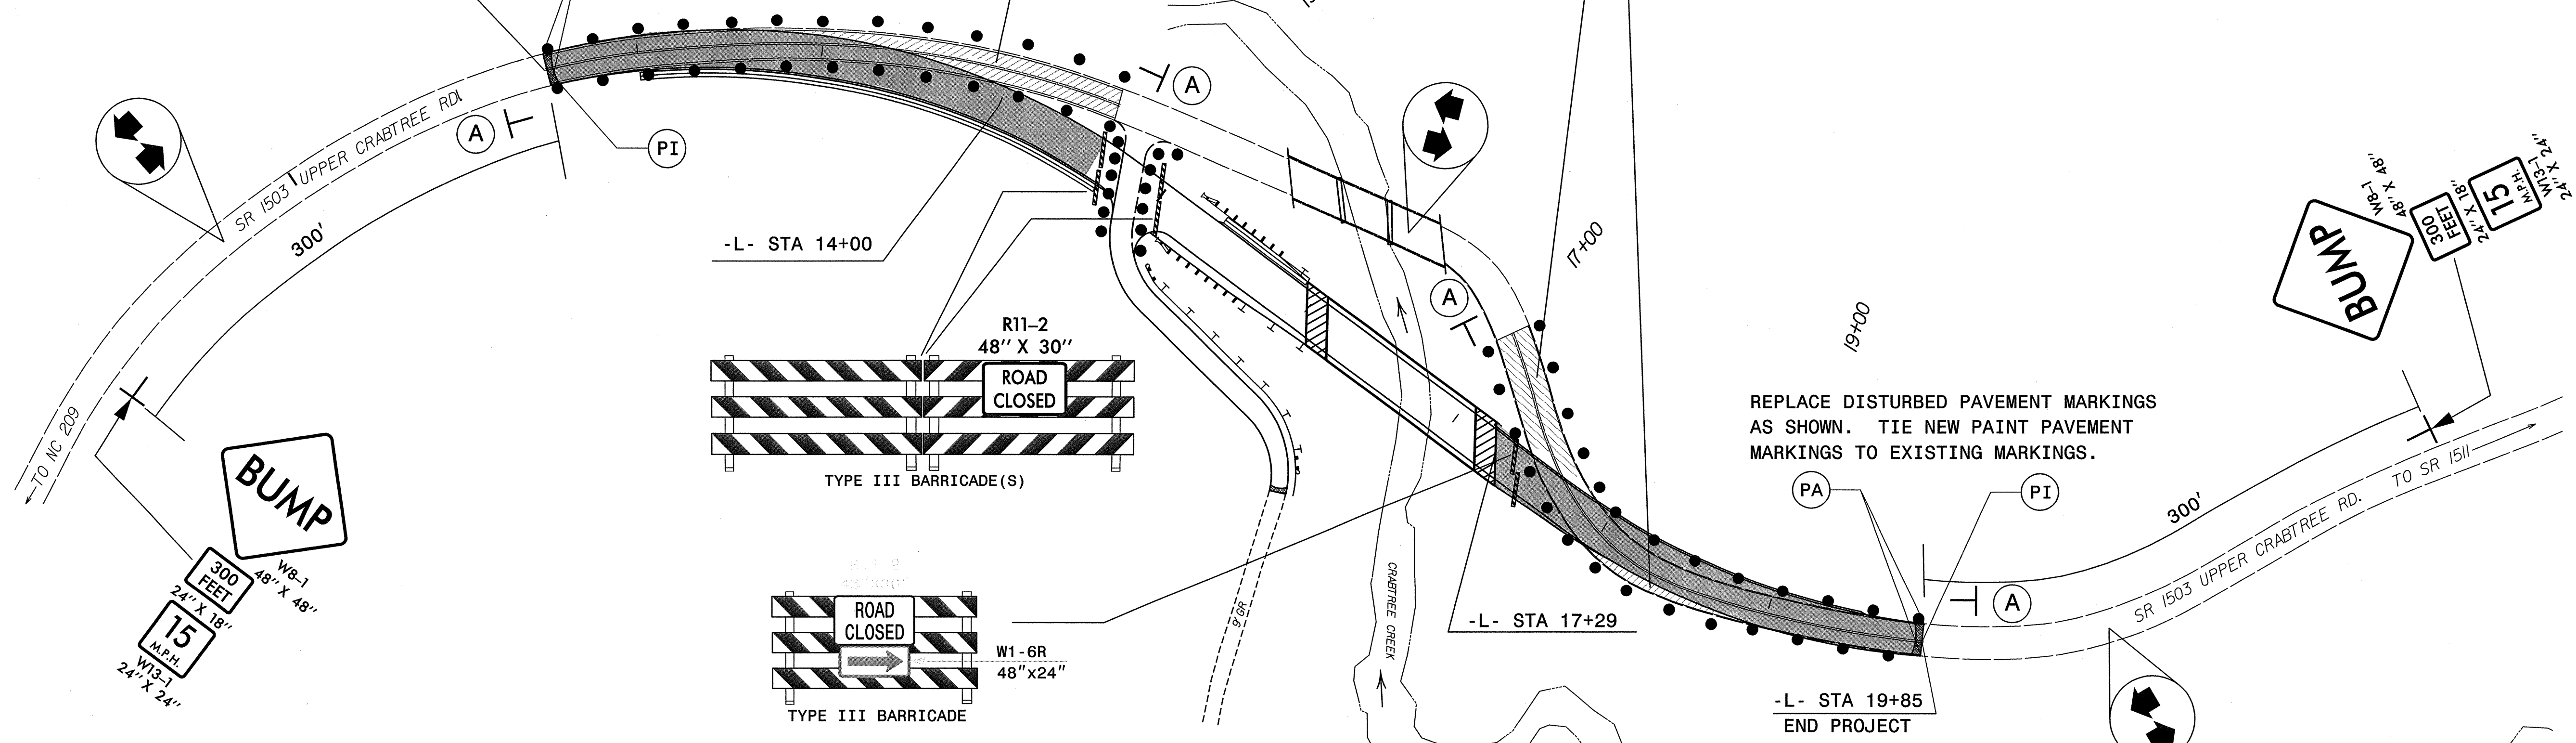 A
A
PI
SR 1503 UPPER CRABTREE RD.
300'
-L- STA 14+00
R11-2
48" X 30"
ROAD
CLOSED
TYPE III BARRICADE(S)
TO NC 209
BUMP
W8-1
48" X 48"
300
FEET
24" X 18"
15
M.P.H.
W13-1
24" X 24"
ROAD
CLOSED
W1-6R
48"x24"
TYPE III BARRICADE
9' GR
CRABTREE CREEK
A
17+00
19+00
-L- STA 17+29
REPLACE DISTURBED PAVEMENT MARKINGS
AS SHOWN. TIE NEW PAINT PAVEMENT
MARKINGS TO EXISTING MARKINGS.
PA
PI
A
-L- STA 19+85
END PROJECT
300'
SR 1503 UPPER CRABTREE RD.
TO SR 1511
BUMP
W8-1
48" X 48"
300
FEET
24" X 18"
15
M.P.H.
W13-1
24" X 24"